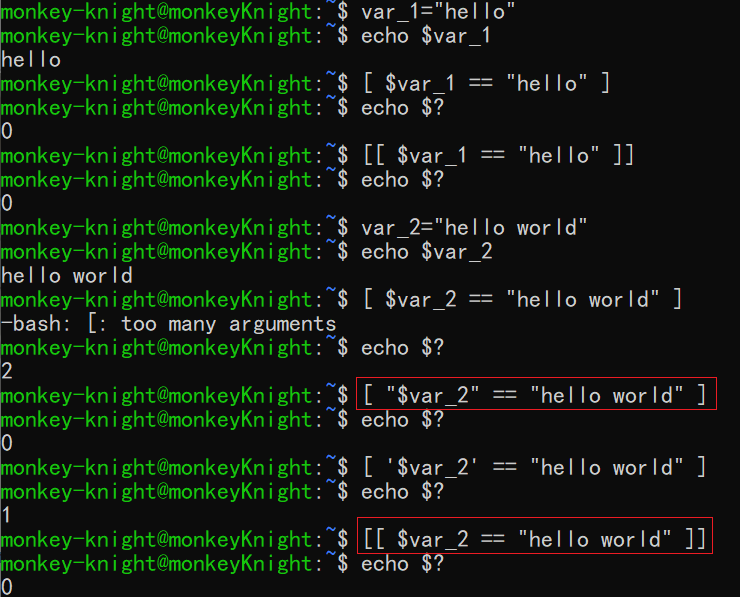 monkey-knight@monkeyKnight:~$ var_1="hello"
monkey-knight@monkeyKnight:~$ echo $var_1
hello
monkey-knight@monkeyKnight:~$ [ $var_1 == "hello" ]
monkey-knight@monkeyKnight:~$ echo $?
0
monkey-knight@monkeyKnight:~$ [[ $var_1 == "hello" ]]
monkey-knight@monkeyKnight:~$ echo $?
0
monkey-knight@monkeyKnight:~$ var_2="hello world"
monkey-knight@monkeyKnight:~$ echo $var_2
hello world
monkey-knight@monkeyKnight:~$ [ $var_2 == "hello world" ]
-bash: [: too many arguments
monkey-knight@monkeyKnight:~$ echo $?
2
monkey-knight@monkeyKnight:~$ [ "$var_2" == "hello world" ]
monkey-knight@monkeyKnight:~$ echo $?
0
monkey-knight@monkeyKnight:~$ [ '$var_2' == "hello world" ]
monkey-knight@monkeyKnight:~$ echo $?
1
monkey-knight@monkeyKnight:~$ [[ $var_2 == "hello world" ]]
monkey-knight@monkeyKnight:~$ echo $?
0